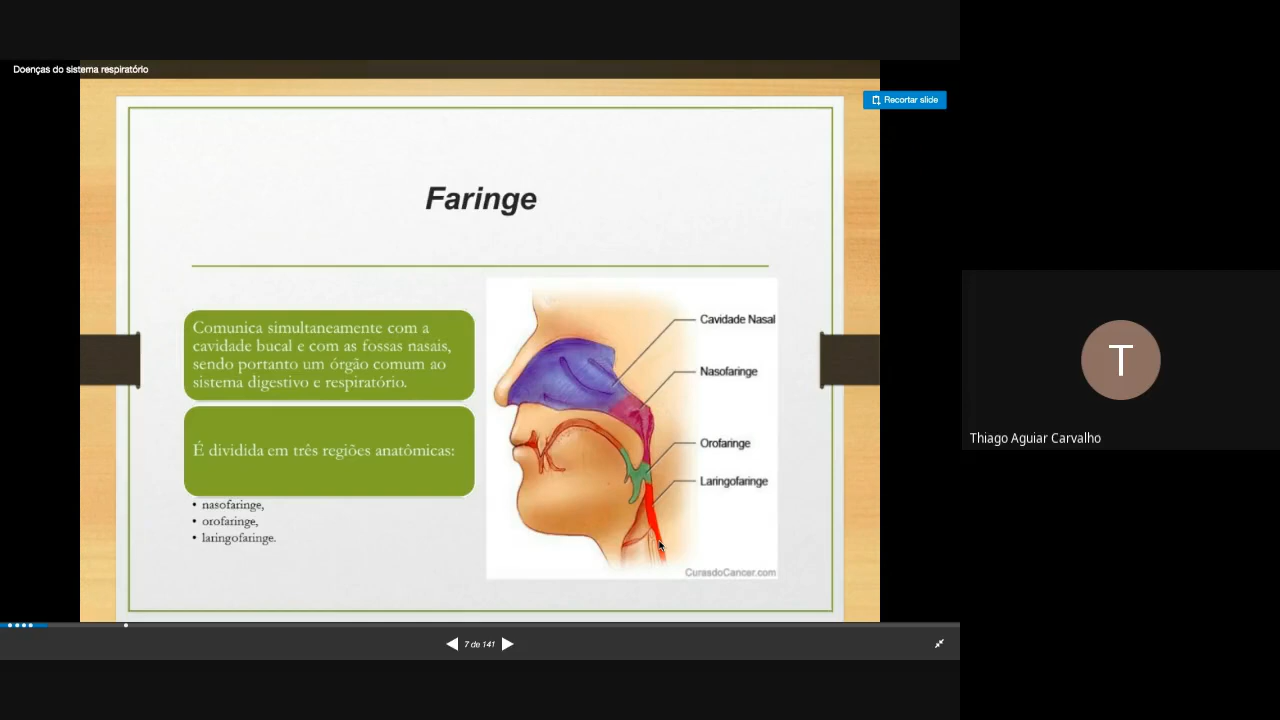 Doenças do sistema respiratório
Recortar slide
Faringe
Comunica simultaneamente com a
cavidade bucal e com as fossas nasais,
sendo portanto um órgão comum ao
sistema digestivo e respiratório.
É dividida em três regiões anatômicas:
• nasofaringe,
• orofaringe,
• laringofaringe.
Cavidade Nasal
Nasofaringe
Orofaringe
Laringofaringe
CurasdoCancer.com
7 de 141
T
Thiago Aguiar Carvalho